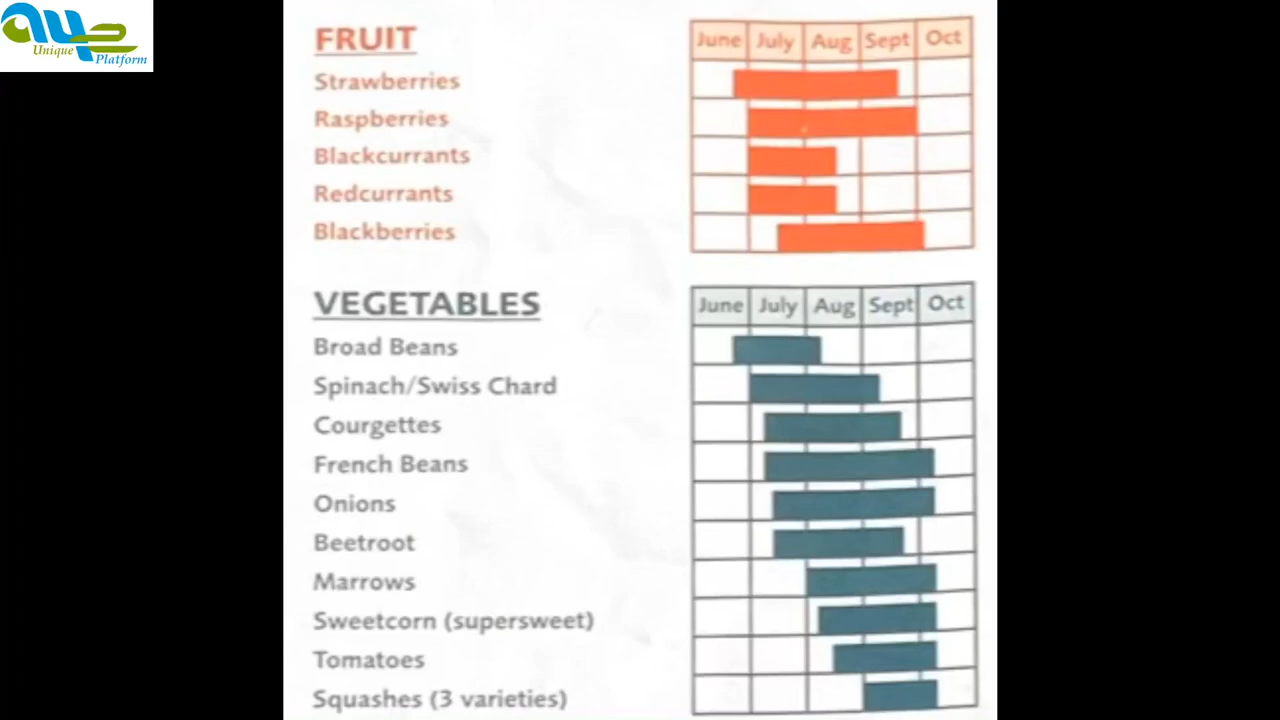 Unique
Platform
FRUIT
June July Aug Sept Oct
Strawberries
Raspberries
Blackcurrants
Redcurrants
Blackberries
VEGETABLES
June July Aug Sept Oct
Broad Beans
Spinach/Swiss Chard
Courgettes
French Beans
Onions
Beetroot
Marrows
Sweetcorn (supersweet)
Tomatoes
Squashes (3 varieties)